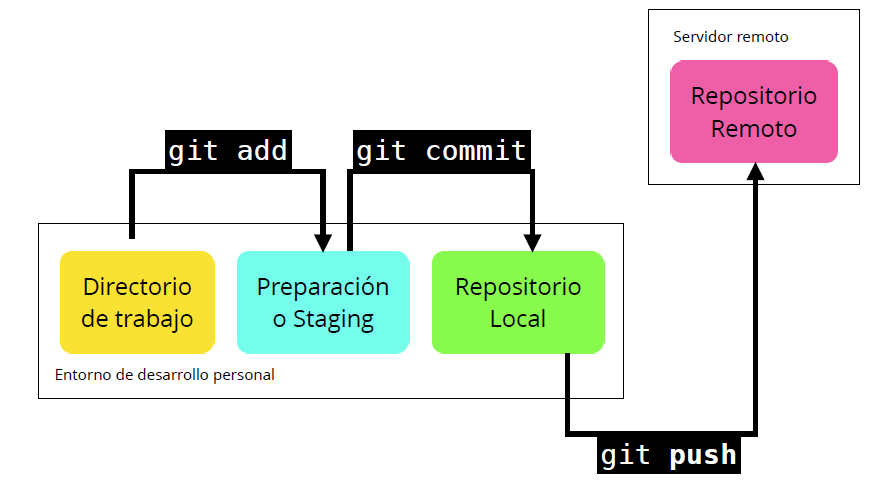 Servidor remoto
Repositorio
Remoto
git add
git commit
Directorio
de trabajo
Preparación
o Staging
Repositorio
Local
Entorno de desarrollo personal
git push